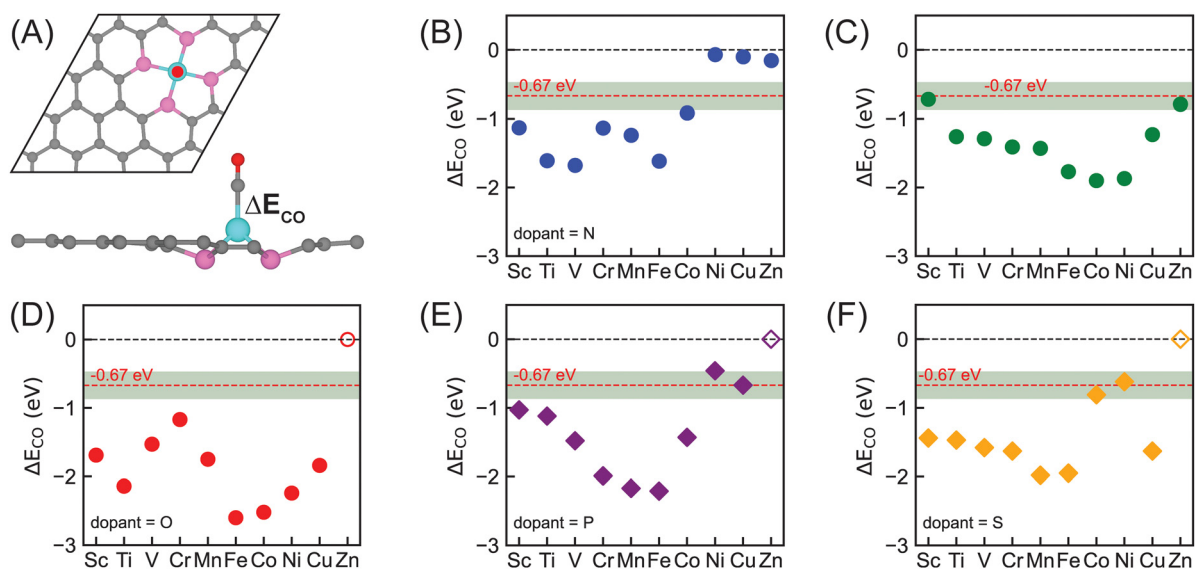 (A)
ΔE_CO
(B)
ΔE_CO (eV)
0
−1
−2
−3
-0.67 eV
dopant = N
Sc Ti V Cr Mn Fe Co Ni Cu Zn
(C)
ΔE_CO (eV)
0
−1
−2
−3
-0.67 eV
Sc Ti V Cr Mn Fe Co Ni Cu Zn
(D)
ΔE_CO (eV)
0
−1
−2
−3
-0.67 eV
dopant = O
Sc Ti V Cr Mn Fe Co Ni Cu Zn
(E)
ΔE_CO (eV)
0
−1
−2
−3
-0.67 eV
dopant = P
Sc Ti V Cr Mn Fe Co Ni Cu Zn
(F)
ΔE_CO (eV)
0
−1
−2
−3
-0.67 eV
dopant = S
Sc Ti V Cr Mn Fe Co Ni Cu Zn